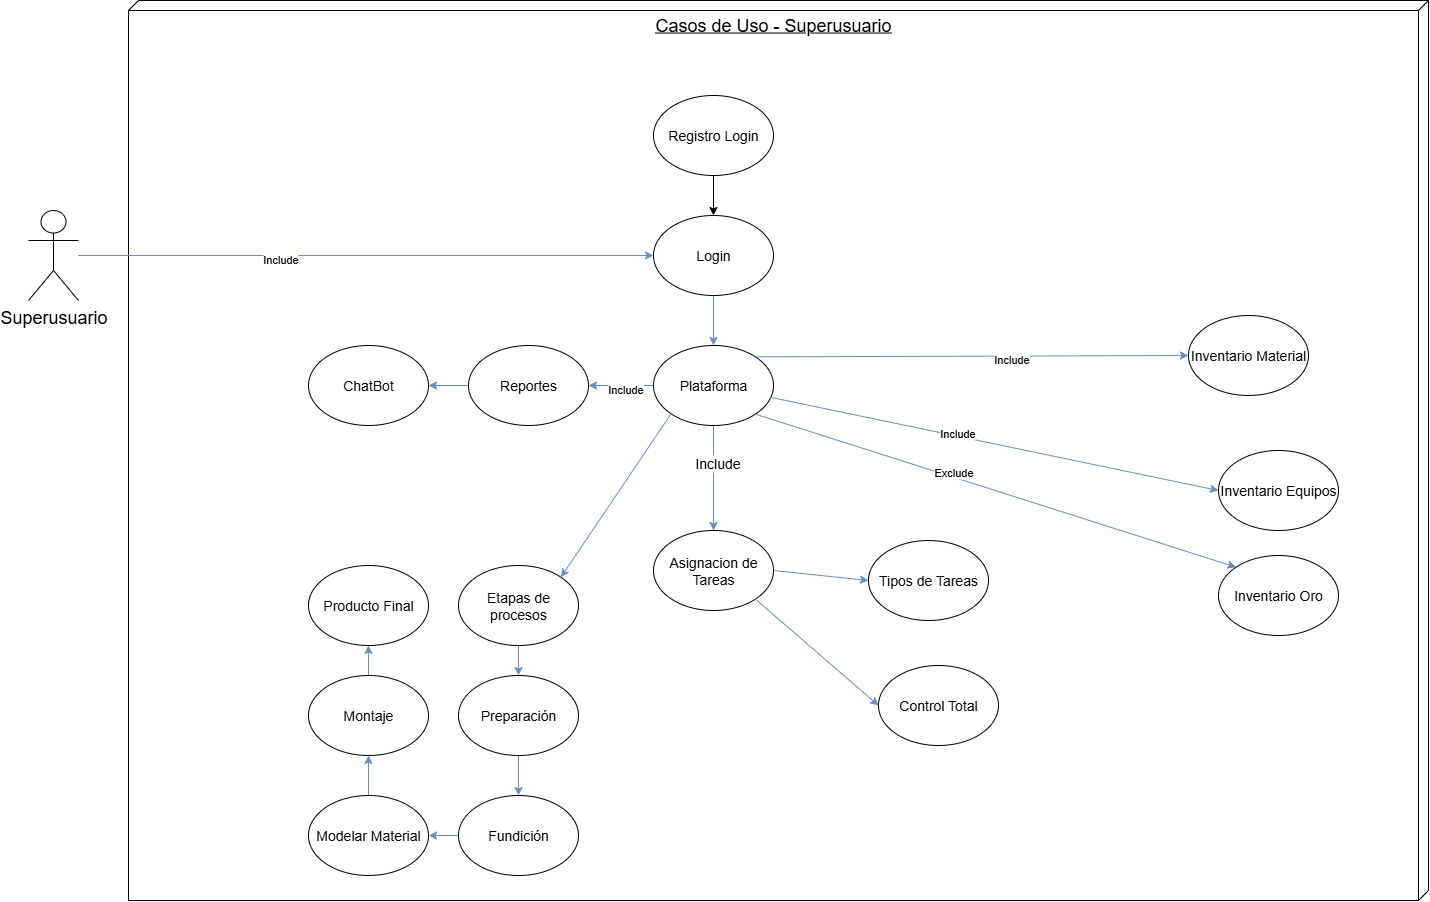 Casos de Uso - Superusuario
Registro Login
Login
Include
Superusuario
Inventario Material
Include
ChatBot
Reportes
Include
Plataforma
Include
Include
Exclude
Inventario Equipos
Asignacion de
Tareas
Tipos de Tareas
Inventario Oro
Producto Final
Etapas de
procesos
Control Total
Montaje
Preparación
Modelar Material
Fundición